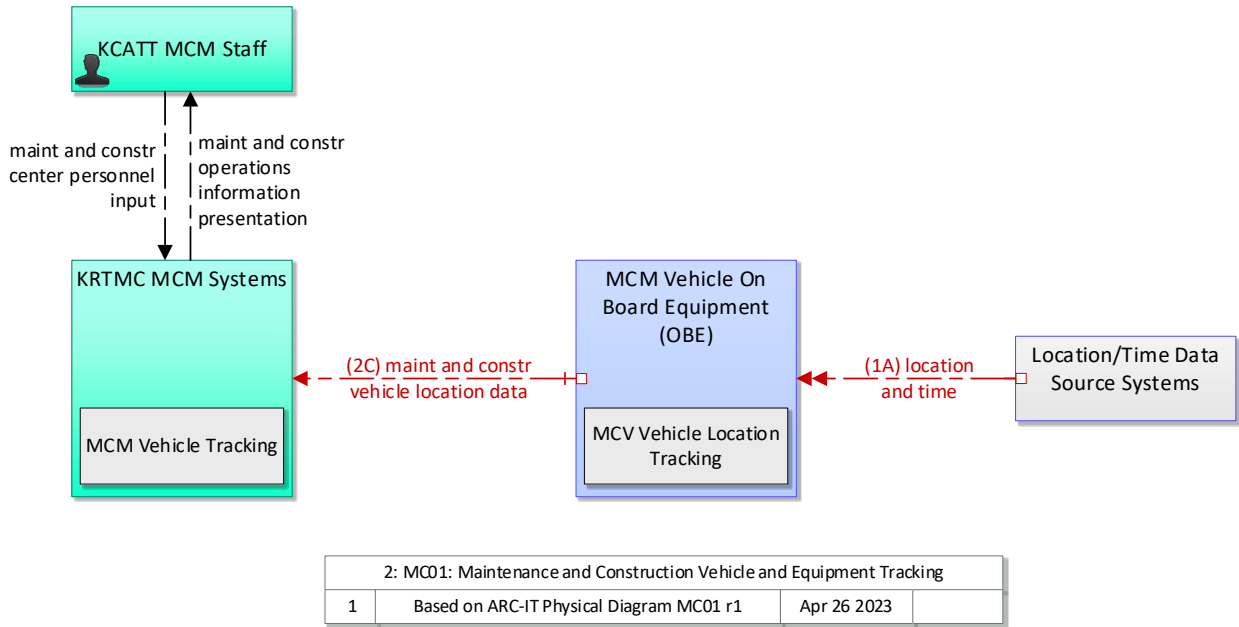 KCATT MCM Staff
maint and constr
center personnel
input
maint and constr
operations
information
presentation
KRTMC MCM Systems
MCM Vehicle Tracking
(2C) maint and constr
vehicle location data
MCM Vehicle On
Board Equipment
(OBE)
MCV Vehicle Location
Tracking
(1A) location
and time
Location/Time Data
Source Systems
2: MC01: Maintenance and Construction Vehicle and Equipment Tracking
1 Based on ARC-IT Physical Diagram MC01 r1 Apr 26 2023